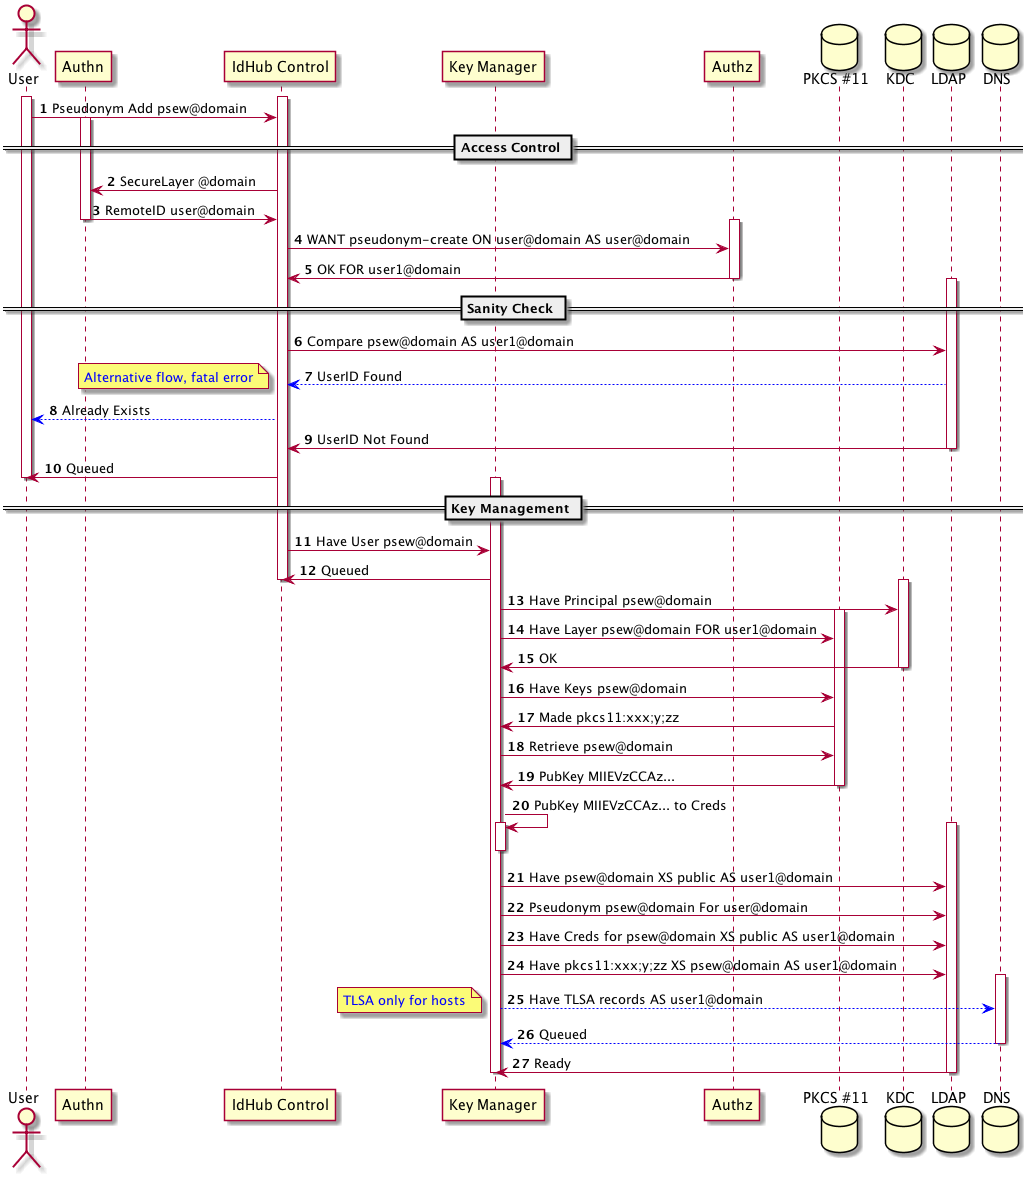 User
Authn
IdHub Control
Key Manager
Authz
PKCS #11
KDC
LDAP
DNS
1 Pseudonym Add psew@domain
Access Control
2 SecureLayer @domain
3 RemoteID user@domain
4 WANT pseudonym-create ON user@domain AS user@domain
5 OK FOR user1@domain
Sanity Check
6 Compare psew@domain AS user1@domain
Alternative flow, fatal error
7 UserID Found
8 Already Exists
9 UserID Not Found
10 Queued
Key Management
11 Have User psew@domain
12 Queued
13 Have Principal psew@domain
14 Have Layer psew@domain FOR user1@domain
15 OK
16 Have Keys psew@domain
17 Made pkcs11:xxx;y;zz
18 Retrieve psew@domain
19 PubKey MIIEVzCCAz...
20 PubKey MIIEVzCCAz... to Creds
21 Have psew@domain XS public AS user1@domain
22 Pseudonym psew@domain For user@domain
23 Have Creds for psew@domain XS public AS user1@domain
24 Have pkcs11:xxx;y;zz XS psew@domain AS user1@domain
TLSA only for hosts
25 Have TLSA records AS user1@domain
26 Queued
27 Ready
User
Authn
IdHub Control
Key Manager
Authz
PKCS #11
KDC
LDAP
DNS